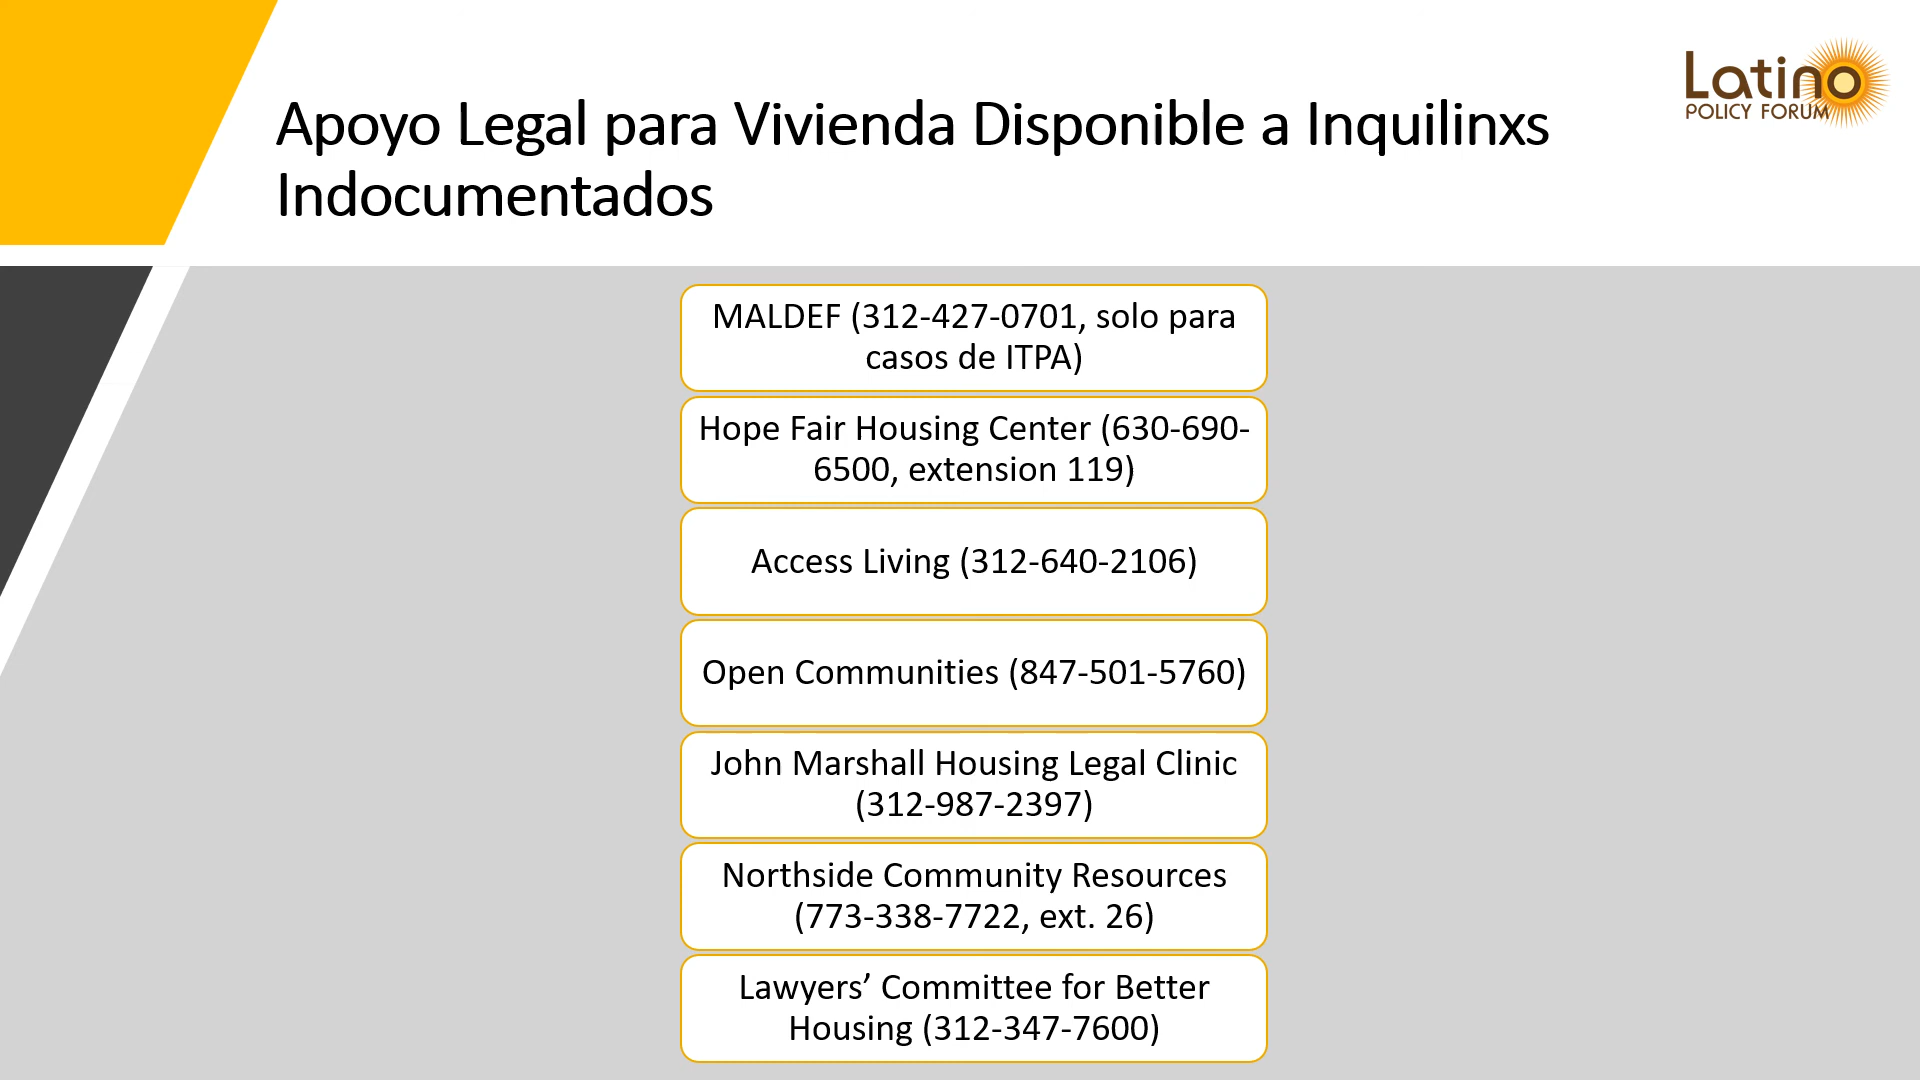 Latino
POLICY FORUM
Apoyo Legal para Vivienda Disponible a Inquilinxs
Indocumentados
MALDEF (312-427-0701, solo para
casos de ITPA)
Hope Fair Housing Center (630-690-
6500, extension 119)
Access Living (312-640-2106)
Open Communities (847-501-5760)
John Marshall Housing Legal Clinic
(312-987-2397)
Northside Community Resources
(773-338-7722, ext. 26)
Lawyers’ Committee for Better
Housing (312-347-7600)